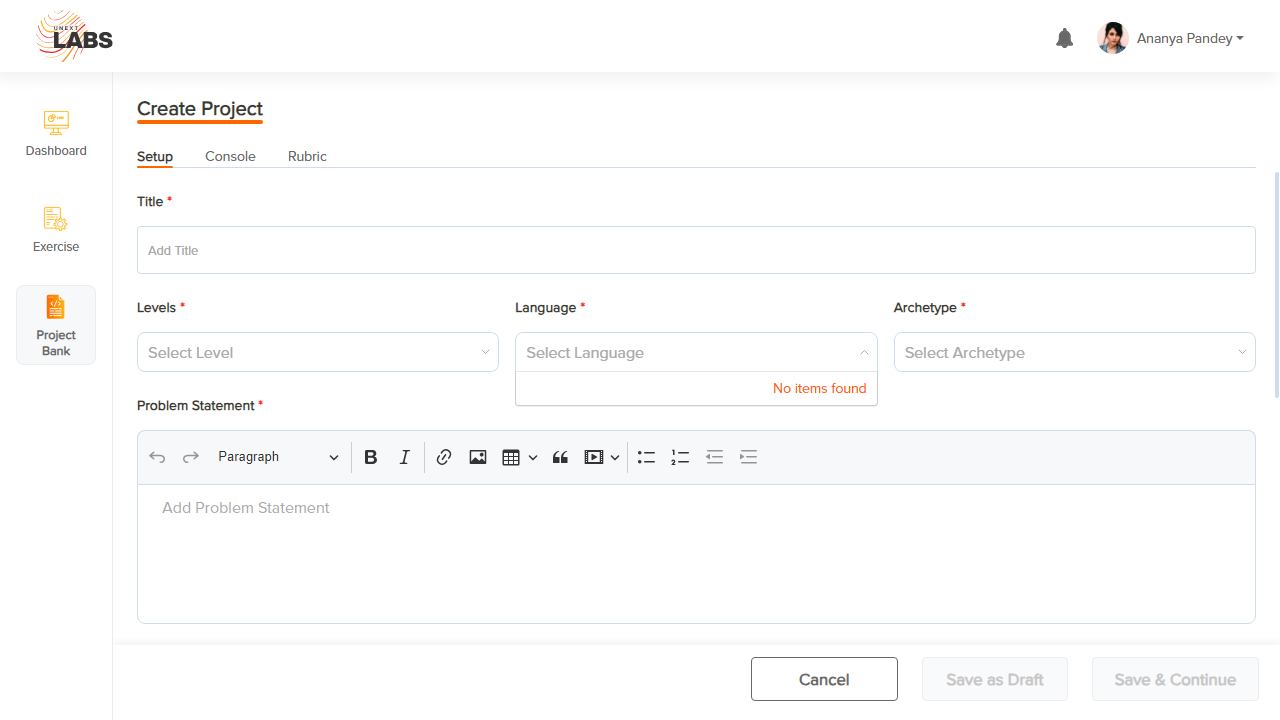 UNEXT
LABS
Ananya Pandey
Dashboard
Exercise
Project
Bank
Create Project
Setup Console Rubric
Title *
Add Title
Levels * Language * Archetype *
Select Level Select Language Select Archetype
No items found
Problem Statement *
Paragraph
Add Problem Statement
Cancel Save as Draft Save & Continue